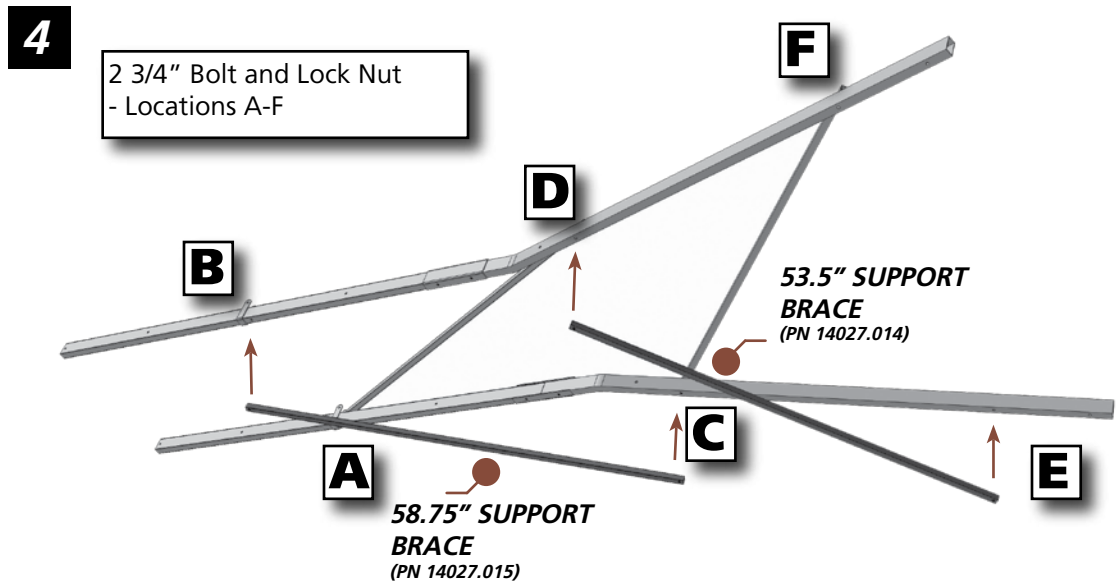 4
2 3/4” Bolt and Lock Nut
- Locations A-F
F
D
B
53.5” SUPPORT
BRACE
(PN 14027.014)
C
A
E
58.75” SUPPORT
BRACE
(PN 14027.015)